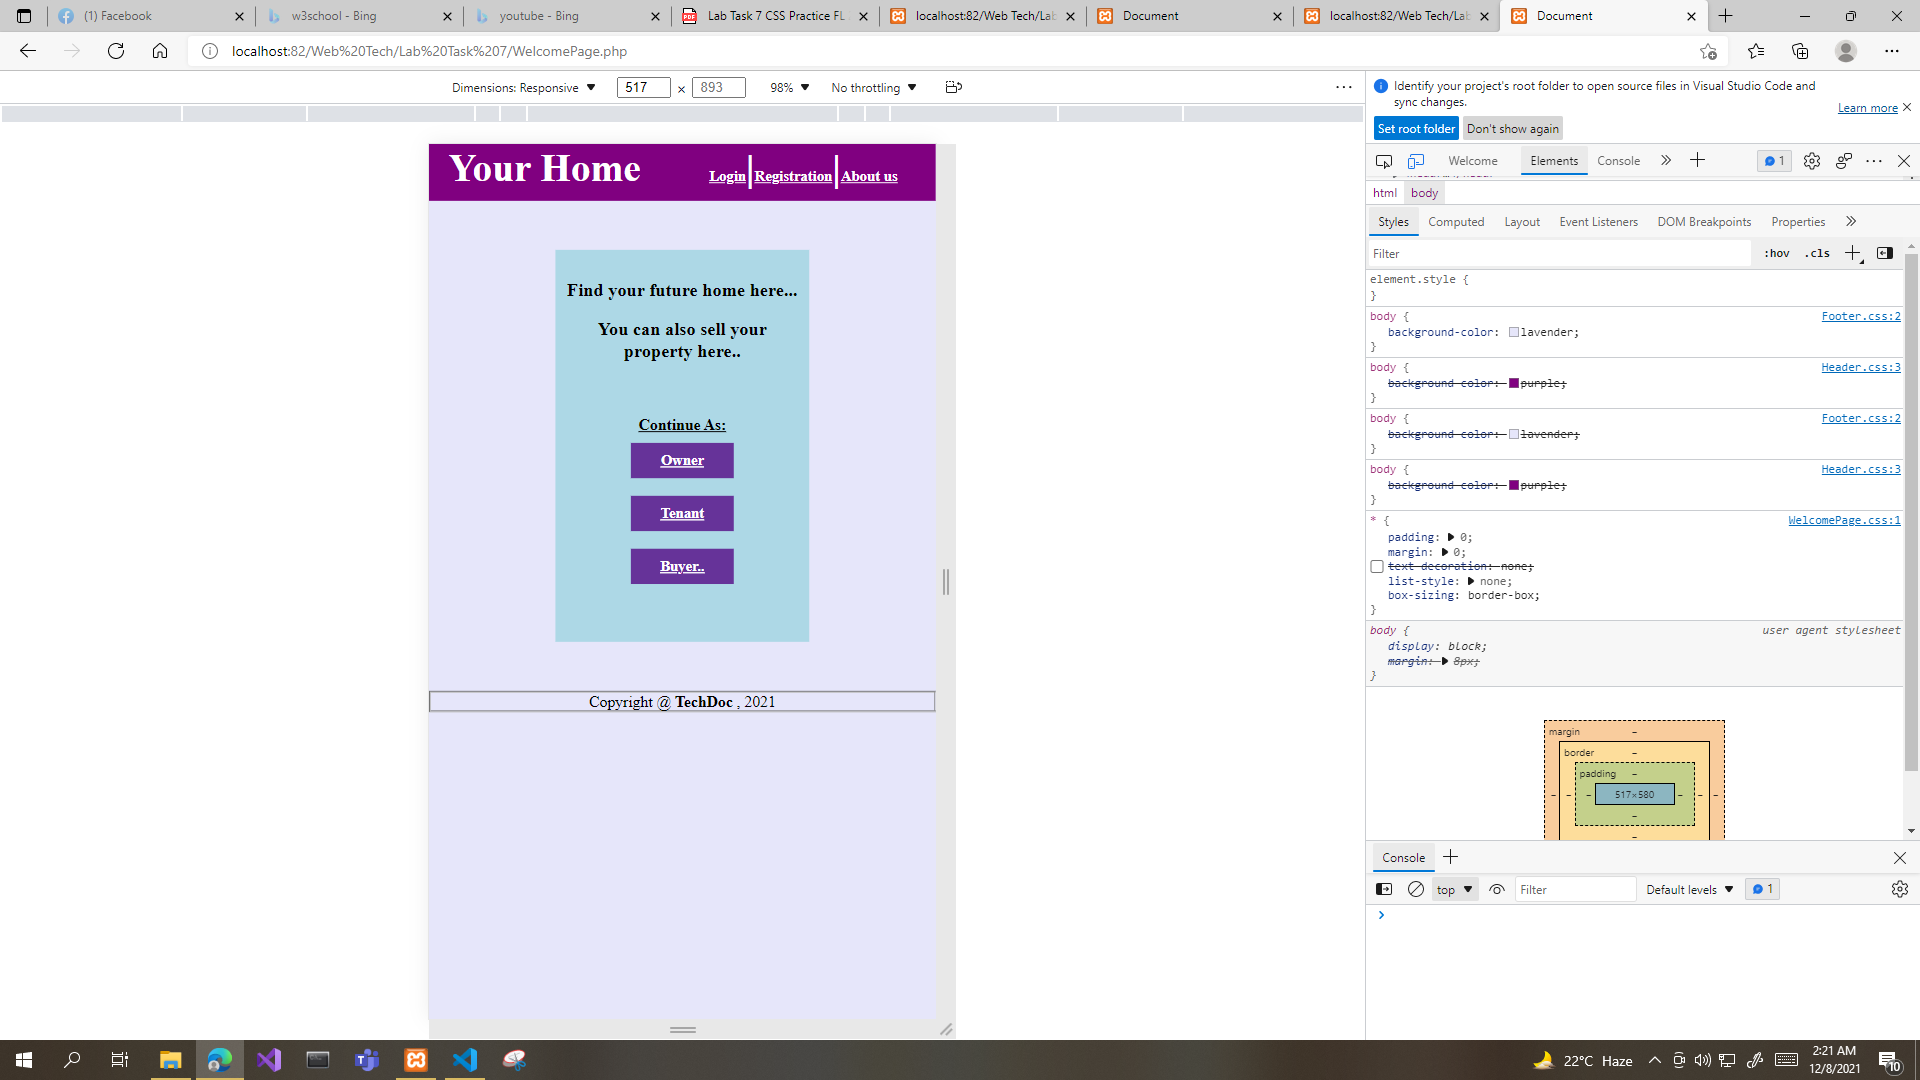 (1) Facebook
w3school - Bing
youtube - Bing
Lab Task 7 CSS Practice FL
localhost:82/Web Tech/Lab
Document
localhost:82/Web Tech/Lab
Document
localhost:82/Web%20Tech/Lab%20Task%207/WelcomePage.php
Dimensions: Responsive 517 × 893 98% No throttling
Identify your project's root folder to open source files in Visual Studio Code and
sync changes.
Learn more
Set root folder Don't show again
Welcome Elements Console 1
html body
Styles Computed Layout Event Listeners DOM Breakpoints Properties
Filter :hov .cls
element.style {
}
body { Footer.css:2
background-color: lavender;
}
body { Header.css:3
background-color: purple;
}
body { Footer.css:2
background-color: lavender;
}
body { Header.css:3
background-color: purple;
}
* { WelcomePage.css:1
padding: 0;
margin: 0;
text-decoration: none;
list-style: none;
box-sizing: border-box;
}
body { user agent stylesheet
display: block;
margin: 8px;
}
margin –
border –
padding –
– – – 517×580 – – –
–
–
Console
top Filter Default levels 1
Your Home
Login Registration About us
Find your future home here...
You can also sell your
property here..
Continue As:
Owner
Tenant
Buyer..
Copyright @ TechDoc , 2021
22°C Haze
2:21 AM
12/8/2021
10